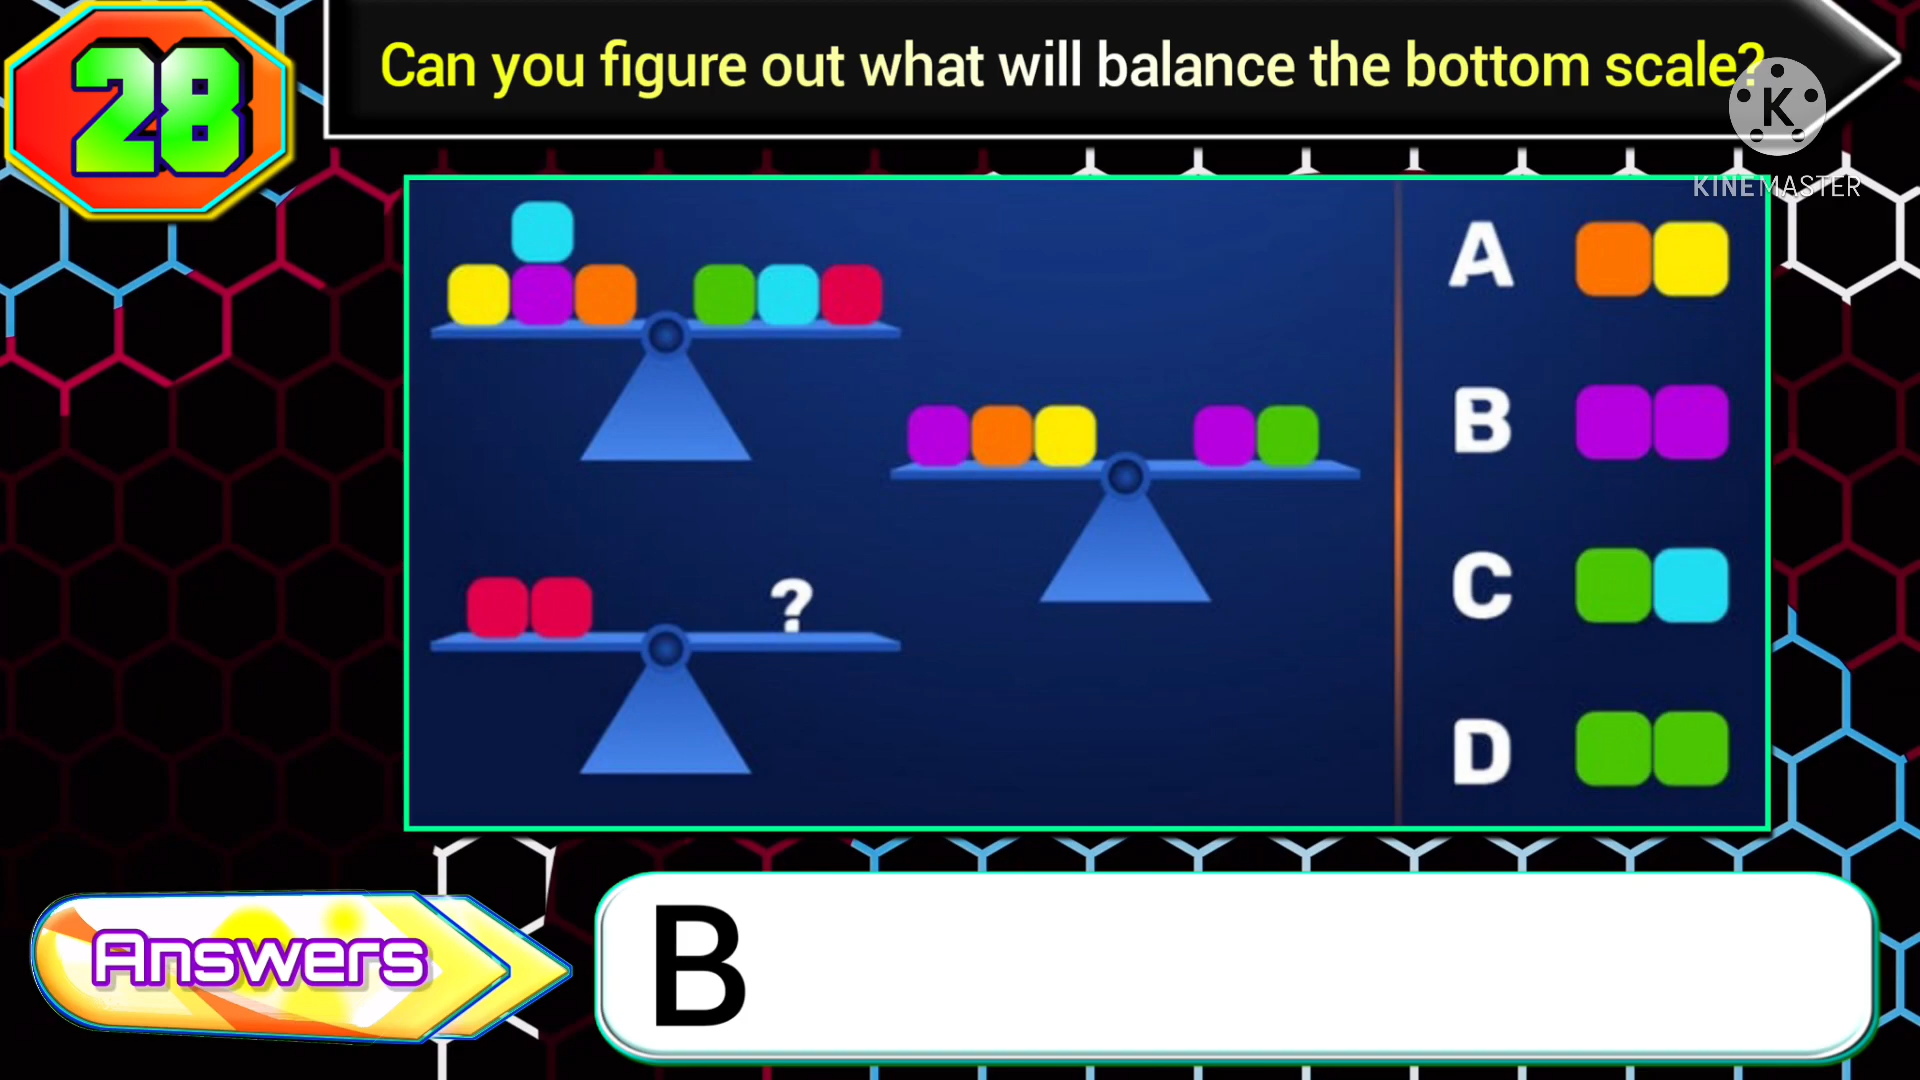 28
Can you figure out what will balance the bottom scale?
K
KINEMASTER
A
B
?
C
D
Answers
B